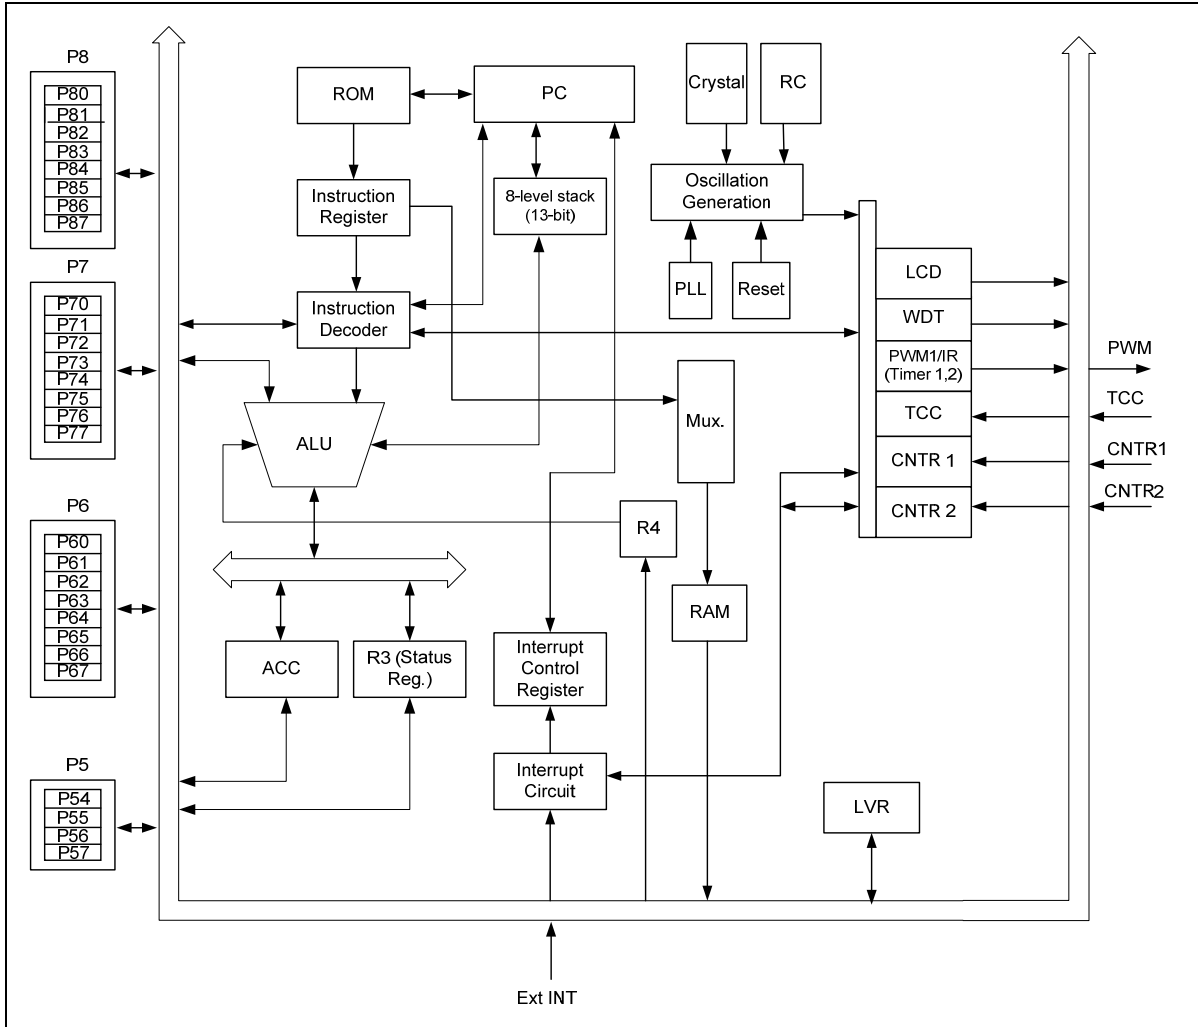 P8
P80
P81
P82
P83
P84
P85
P86
P87
P7
P70
P71
P72
P73
P74
P75
P76
P77
P6
P60
P61
P62
P63
P64
P65
P66
P67
P5
P54
P55
P56
P57
ROM
PC
Instruction
Register
8-level stack
(13-bit)
Instruction
Decoder
ALU
ACC
R3 (Status
Reg.)
Interrupt
Control
Register
Interrupt
Circuit
Ext INT
Crystal
RC
Oscillation
Generation
PLL
Reset
Mux.
R4
RAM
LVR
LCD
WDT
PWM1/IR
(Timer 1,2)
TCC
CNTR 1
CNTR 2
PWM
TCC
CNTR1
CNTR2